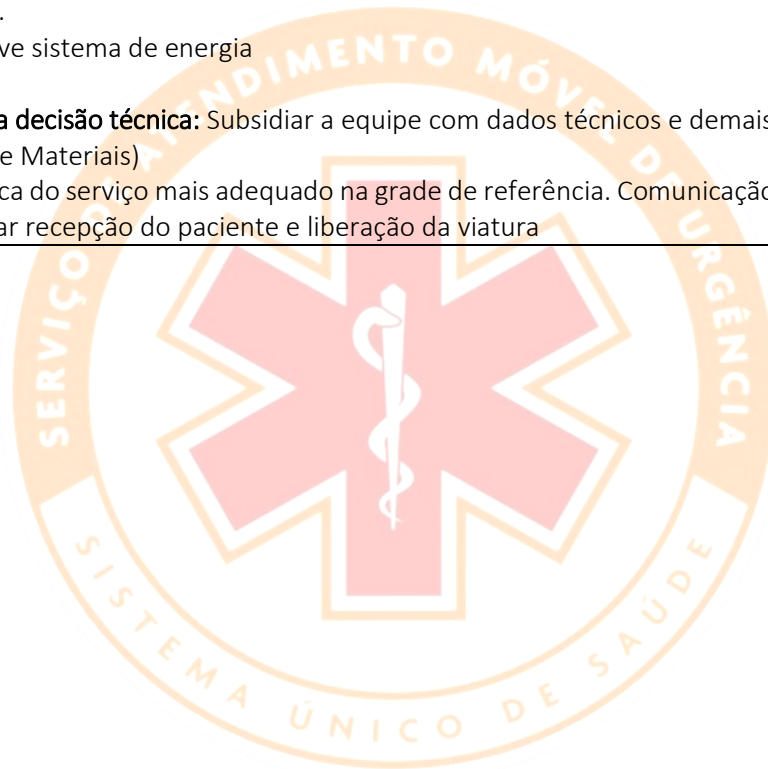 .
ve sistema de energia
a decisão técnica: Subsidiar a equipe com dados técnicos e demais
e Materiais)
ca do serviço mais adequado na grade de referência. Comunicação
ar recepção do paciente e liberação da viatura
SERVIÇO DE ATENDIMENTO MÓVEL DE URGÊNCIA
SISTEMA ÚNICO DE SAÚDE